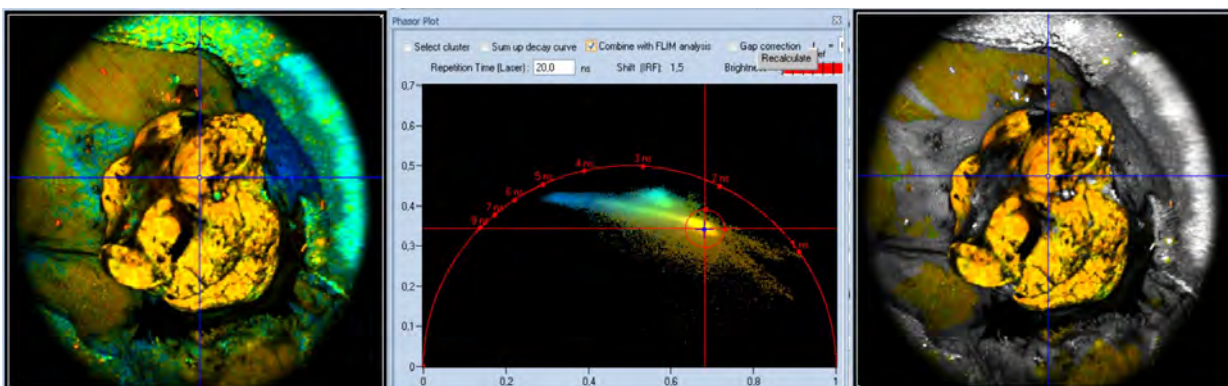 Phasor Plot
Select cluster Sum up decay curve Combine with FLIM analysis Gap correction
Recalculate
Repetition Time (Laser) : 20,0 ns Shift (IRF): 1,5
0,7
0,6
0,5
0,4
0,3
0,2
0,1
0
9 ns
7 ns
6 ns
5 ns
4 ns
3 ns
2 ns
ns
0
0.2
0.4
0.6
0.8
1